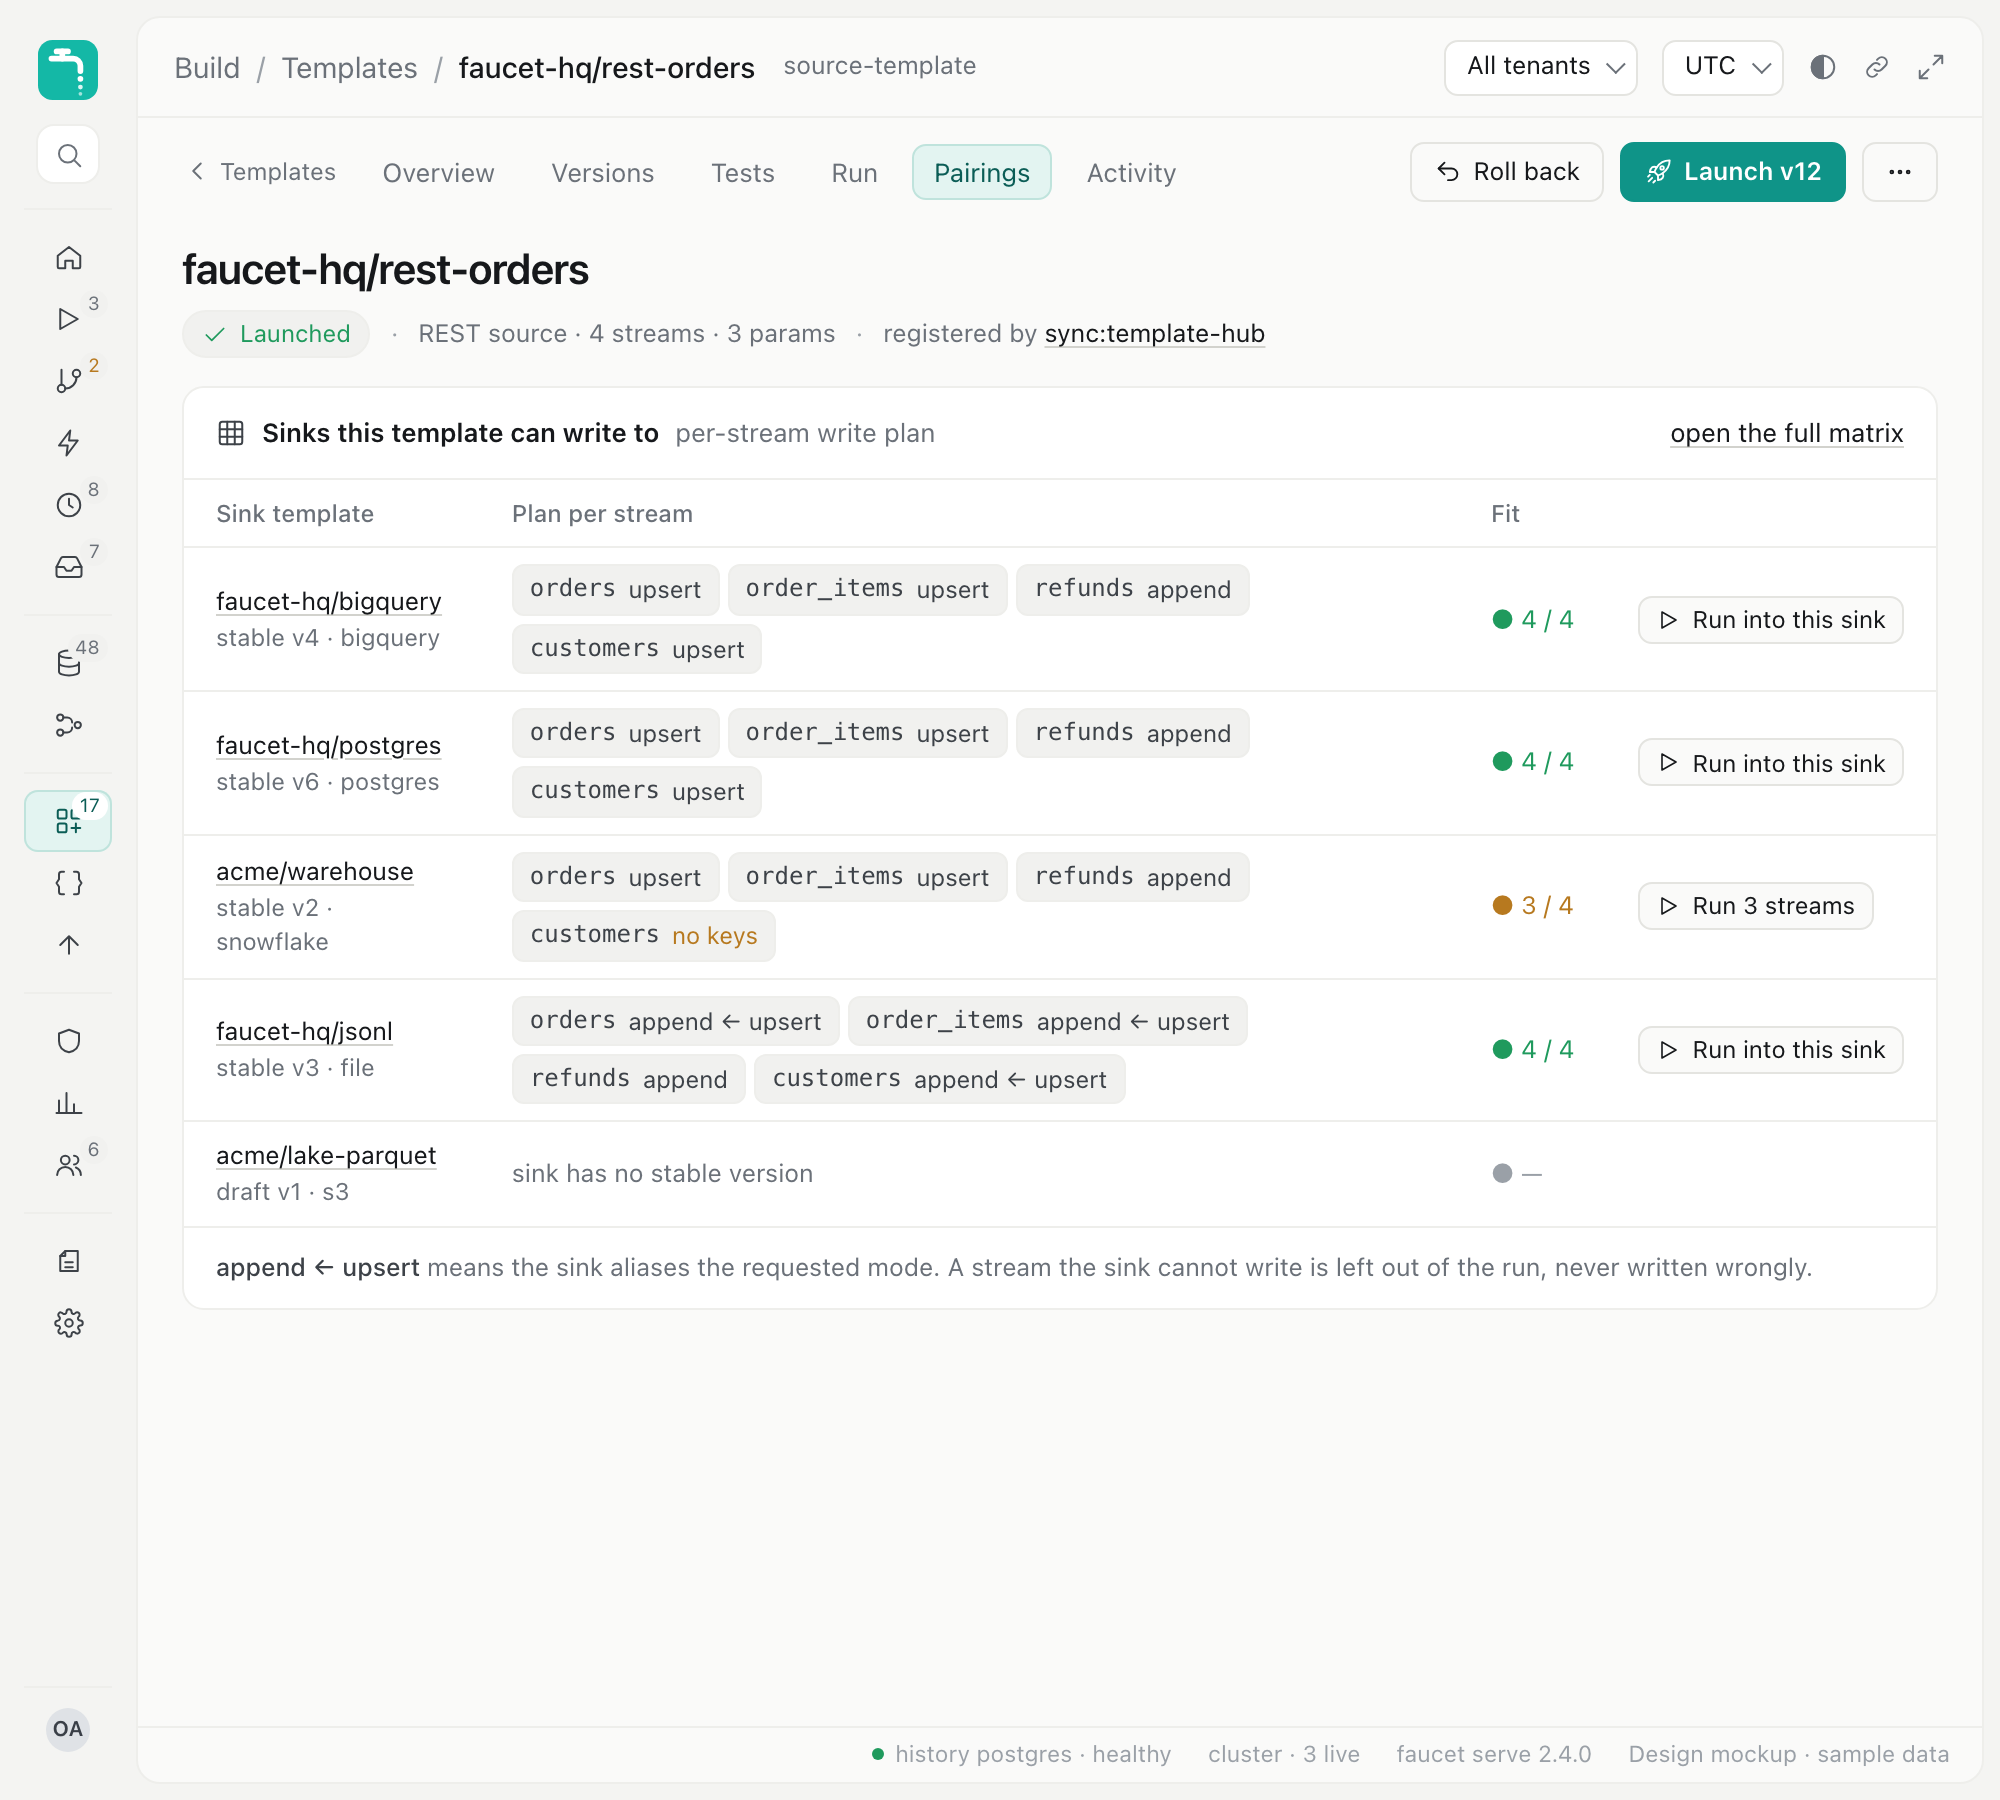 Build / Templates / faucet-hq/rest-orders source-template
All tenants
UTC
Templates
Overview
Versions
Tests
Run
Pairings
Activity
Roll back
Launch v12
faucet-hq/rest-orders
Launched · REST source · 4 streams · 3 params · registered by sync:template-hub
3
2
8
7
48
17
6
OA
Sinks this template can write to per-stream write plan
open the full matrix
Sink template
Plan per stream
Fit
faucet-hq/bigquery
stable v4 · bigquery
orders upsert
order_items upsert
refunds append
customers upsert
4 / 4
Run into this sink
faucet-hq/postgres
stable v6 · postgres
orders upsert
order_items upsert
refunds append
customers upsert
4 / 4
Run into this sink
acme/warehouse
stable v2 ·
snowflake
orders upsert
order_items upsert
refunds append
customers no keys
3 / 4
Run 3 streams
faucet-hq/jsonl
stable v3 · file
orders append ← upsert
order_items append ← upsert
refunds append
customers append ← upsert
4 / 4
Run into this sink
acme/lake-parquet
draft v1 · s3
sink has no stable version
—
append ← upsert means the sink aliases the requested mode. A stream the sink cannot write is left out of the run, never written wrongly.
history postgres · healthy
cluster · 3 live
faucet serve 2.4.0
Design mockup · sample data